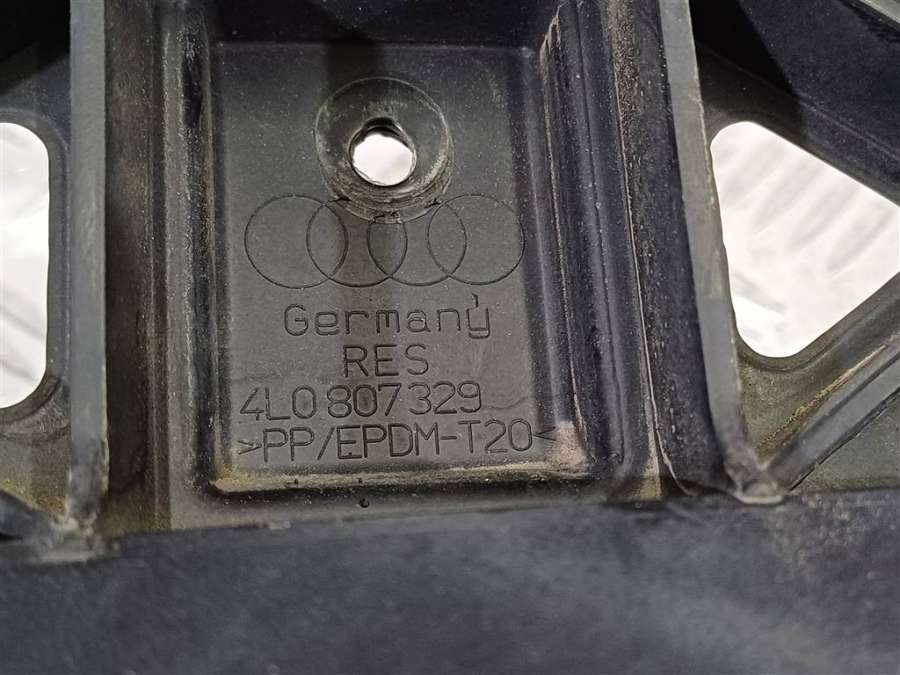 Germany
RES
4L0 807 329
>PP/EPDM-T20<